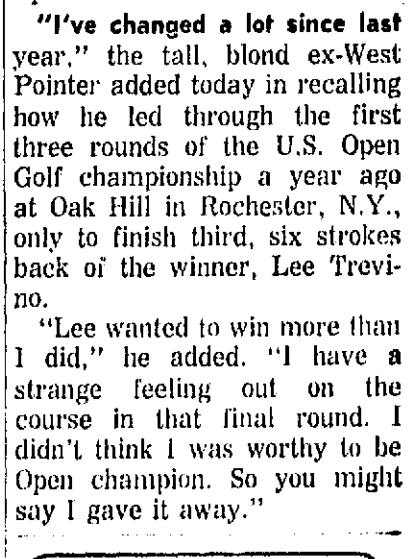 "I've changed a lot since last
year," the tall, blond ex-West
Pointer added today in recalling
how he led through the first
three rounds of the U.S. Open
Golf championship a year ago
at Oak Hill in Rochester, N.Y.,
only to finish third, six strokes
back of the winner, Lee Trevi-
no.
"Lee wanted to win more than
I did," he added. "I have a
strange feeling out on the
course in that final round. I
didn't think I was worthy to be
Open champion. So you might
say I gave it away."